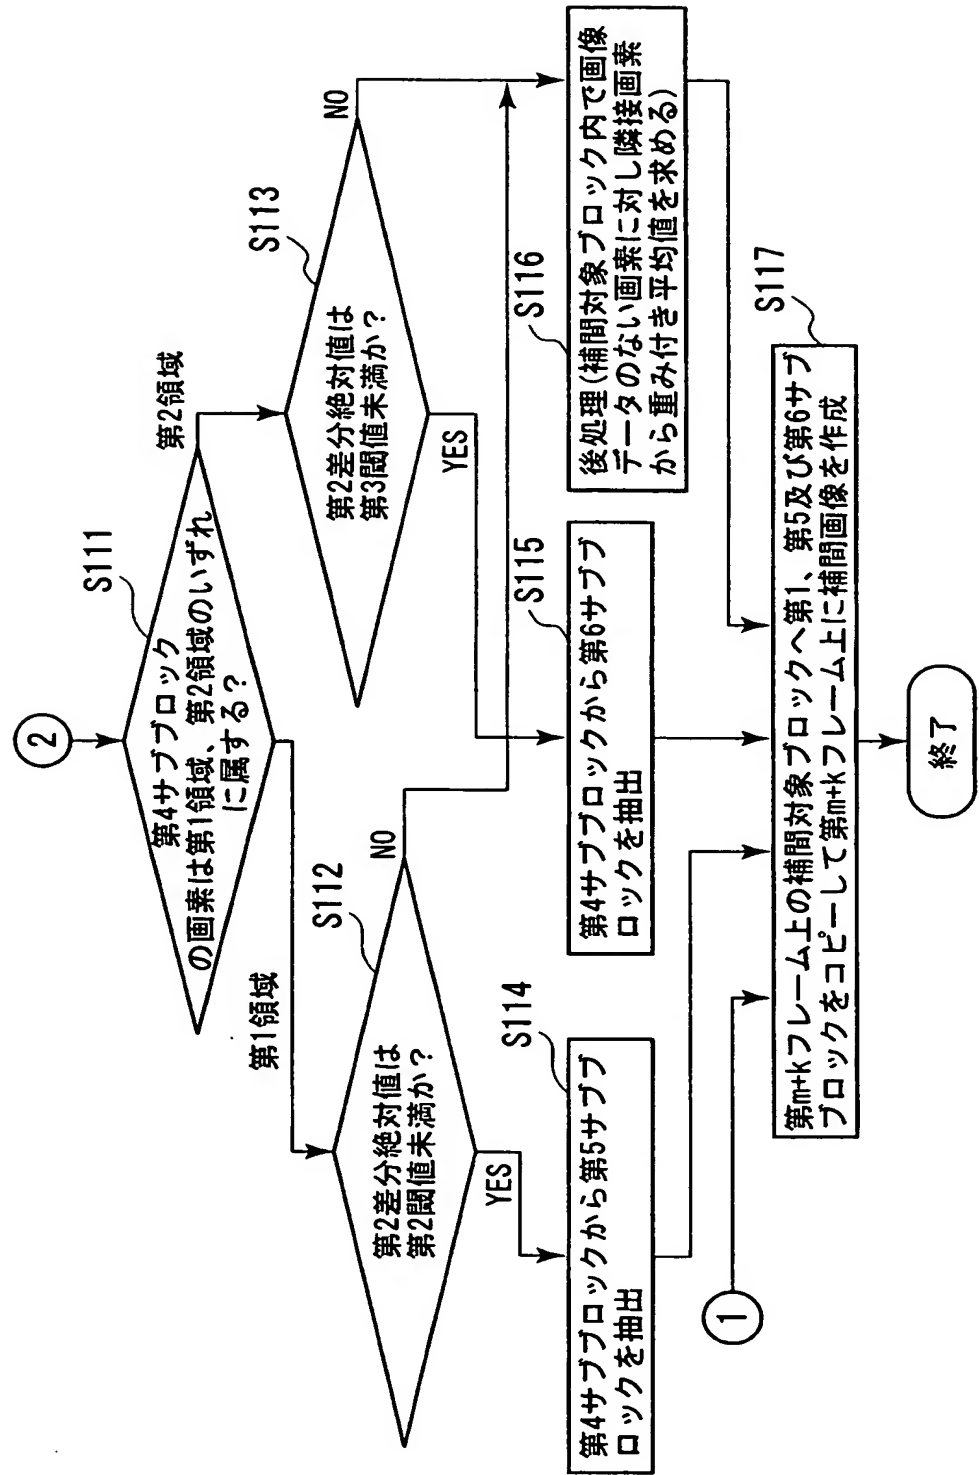 2
S111
第4サブブロック
の画素は第1領域、第2領域のいずれ
に属する?
第1領域
第2領域
S112
第2差分絶対値は
第2閾値未満か?
NO
YES
S113
第2差分絶対値は
第3閾値未満か?
NO
YES
S114
第4サブブロックから第5サブブ
ロックを抽出
S115
第4サブブロックから第6サブブ
ロックを抽出
S116
後処理(補間対象ブロック内で画像
データのない画素に対し隣接画素
から重み付き平均値を求める)
1
S117
第m+kフレーム上の補間対象ブロックへ第1、第5及び第6サブ
ブロックをコピーして第m+kフレーム上に補間画像を作成
終了